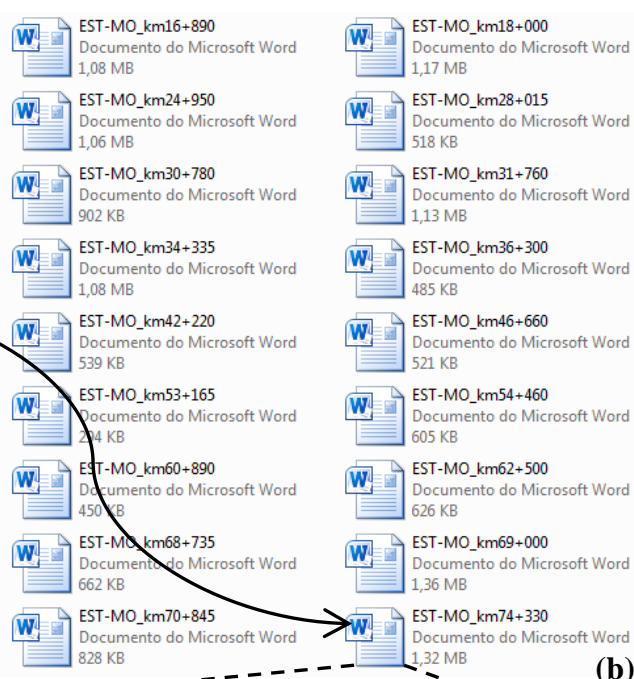 EST-MO_km16+890
Documento do Microsoft Word
1,08 MB
EST-MO_km18+000
Documento do Microsoft Word
1,17 MB
EST-MO_km24+950
Documento do Microsoft Word
1,06 MB
EST-MO_km28+015
Documento do Microsoft Word
518 KB
EST-MO_km30+780
Documento do Microsoft Word
902 KB
EST-MO_km31+760
Documento do Microsoft Word
1,13 MB
EST-MO_km34+335
Documento do Microsoft Word
1,08 MB
EST-MO_km36+300
Documento do Microsoft Word
485 KB
EST-MO_km42+220
Documento do Microsoft Word
539 KB
EST-MO_km46+660
Documento do Microsoft Word
521 KB
EST-MO_km53+165
Documento do Microsoft Word
294 KB
EST-MO_km54+460
Documento do Microsoft Word
605 KB
EST-MO_km60+890
Documento do Microsoft Word
450 KB
EST-MO_km62+500
Documento do Microsoft Word
626 KB
EST-MO_km68+735
Documento do Microsoft Word
662 KB
EST-MO_km69+000
Documento do Microsoft Word
1,36 MB
EST-MO_km70+845
Documento do Microsoft Word
828 KB
EST-MO_km74+330
Documento do Microsoft Word
1,32 MB
(b)